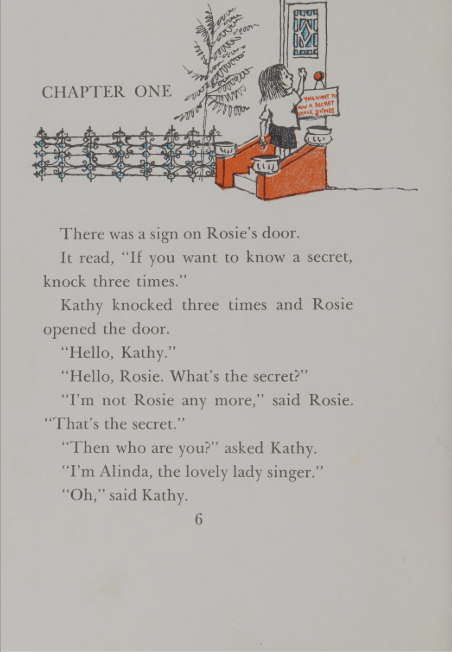 CHAPTER ONE
KNOW A SECRET
There was a sign on Rosie's door.
It read, "If you want to know a secret,
knock three times."
Kathy knocked three times and Rosie
opened the door.
"Hello, Kathy."
"Hello, Rosie. What's the secret?"
"I'm not Rosie any more," said Rosie.
"That's the secret."
"Then who are you?" asked Kathy.
"I'm Alinda, the lovely lady singer."
"Oh," said Kathy.
6